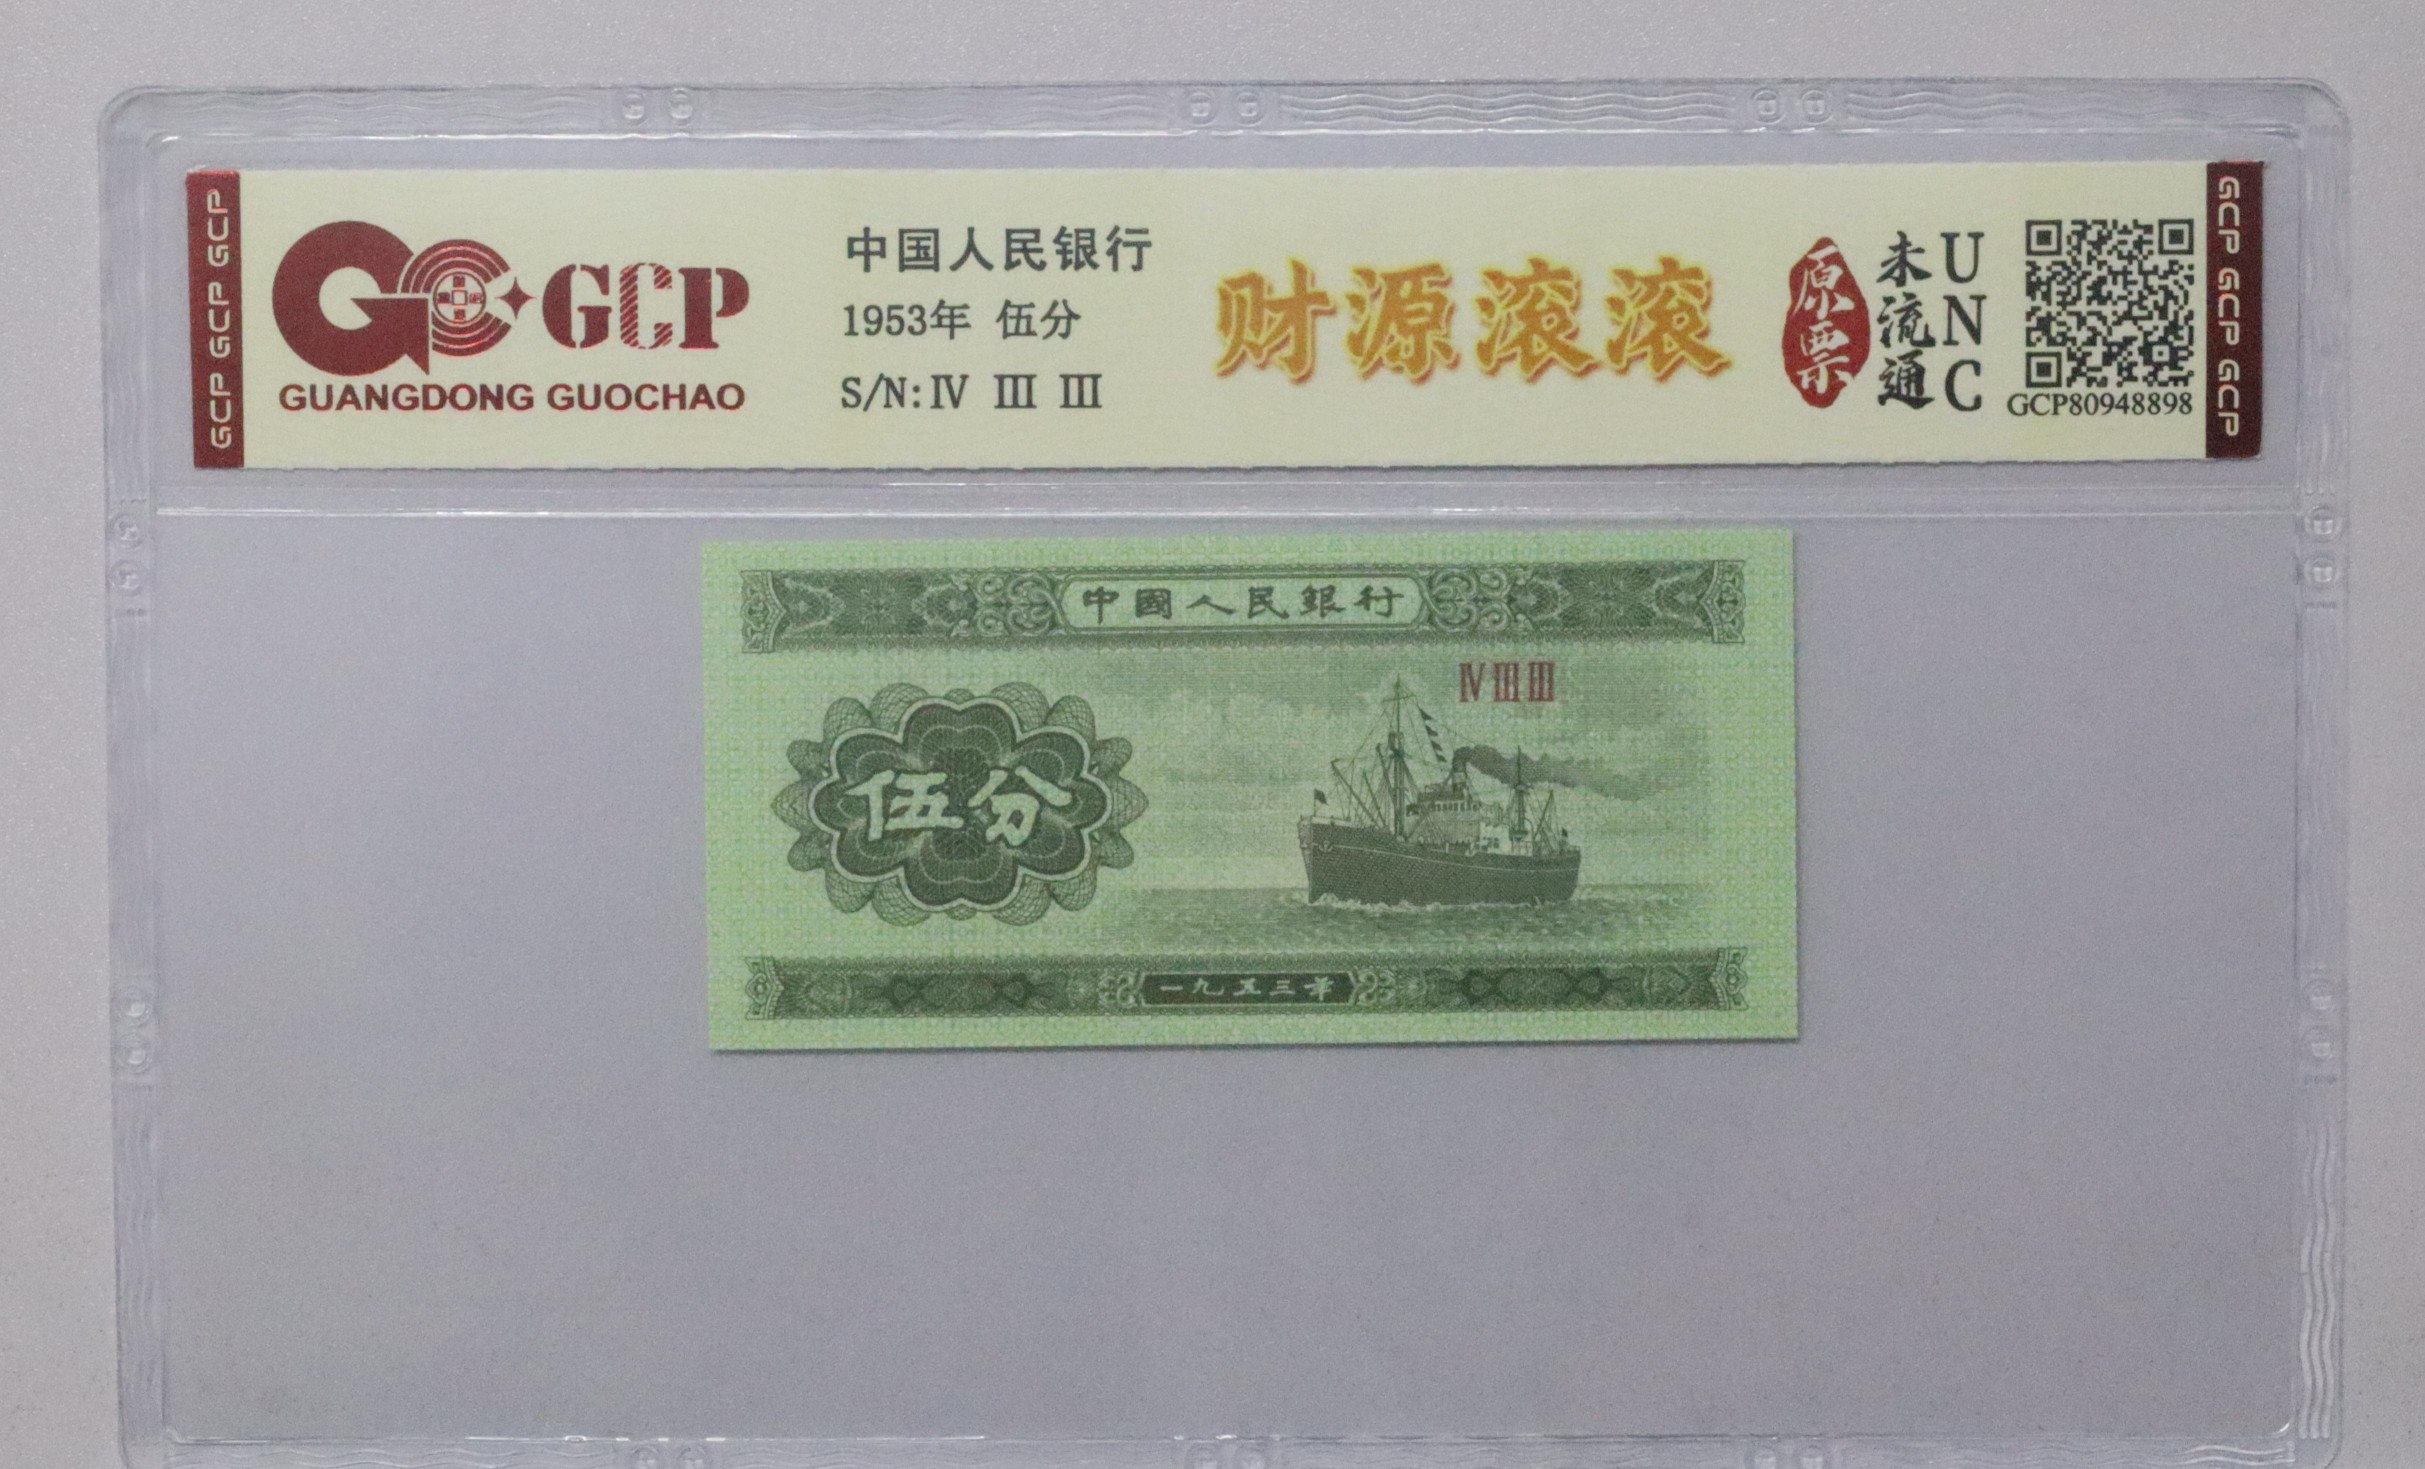 GCP GCP GCP
GCP
GUANGDONG GUOCHAO
中国人民银行
1953年 伍分
S/N: IV III III
财源滚滚
原票
未流通
UNC
GCP80948898
GCP GCP GCP
中國人民銀行
IV III III
伍分
一九五三年